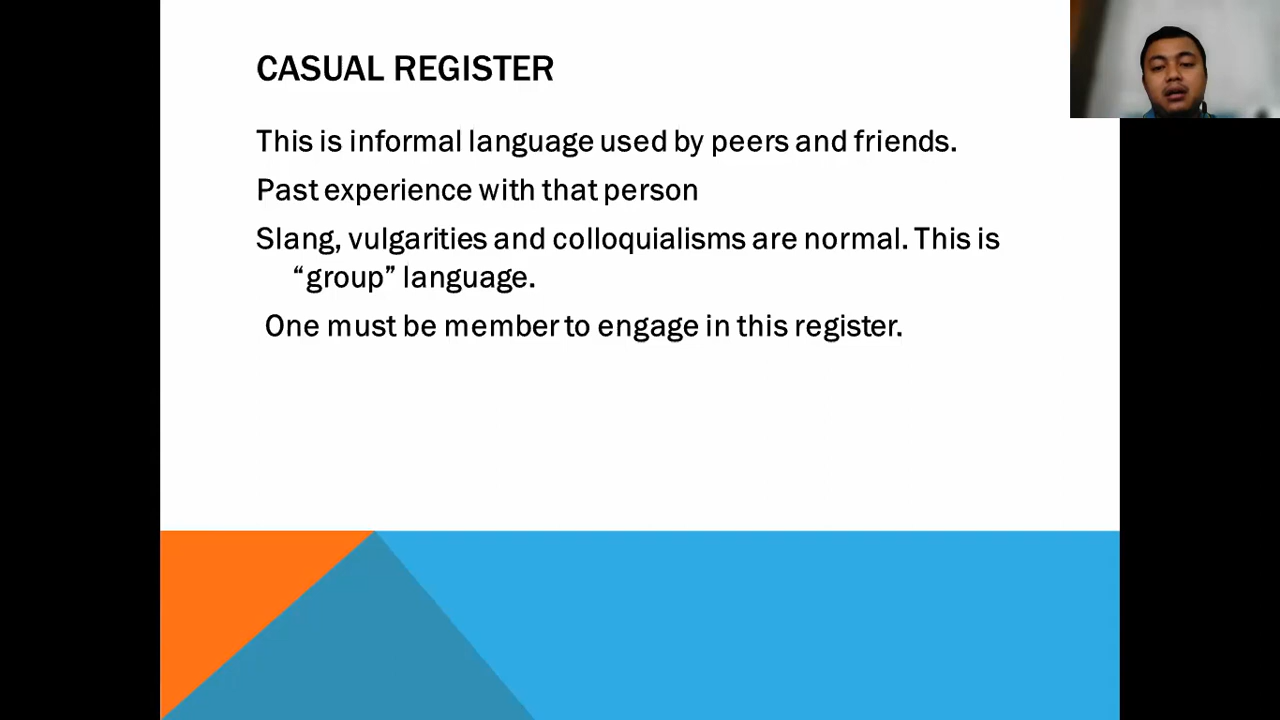 CASUAL REGISTER
This is informal language used by peers and friends.
Past experience with that person
Slang, vulgarities and colloquialisms are normal. This is
“group” language.
One must be member to engage in this register.